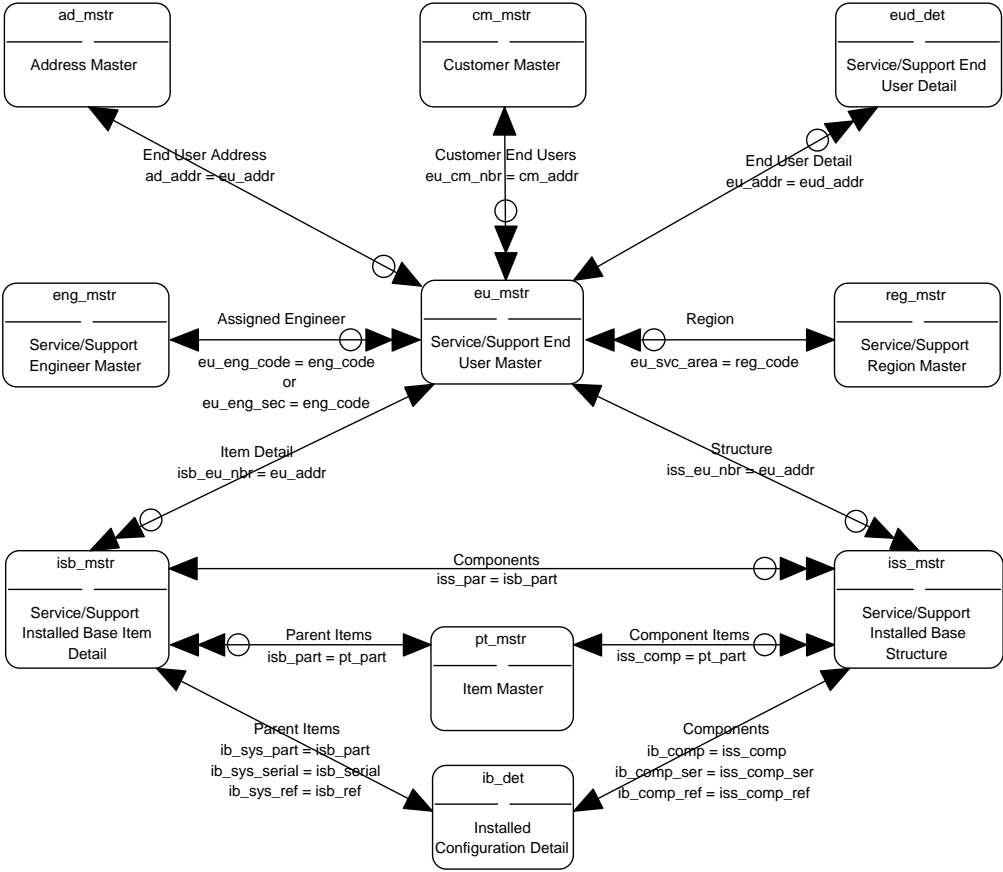 ad_mstr
Address Master
cm_mstr
Customer Master
eud_det
Service/Support End
User Detail
End User Address
ad_addr = eu_addr
Customer End Users
eu_cm_nbr = cm_addr
End User Detail
eu_addr = eud_addr
eng_mstr
Service/Support
Engineer Master
Assigned Engineer
eu_eng_code = eng_code
or
eu_eng_sec = eng_code
eu_mstr
Service/Support End
User Master
Region
eu_svc_area = reg_code
reg_mstr
Service/Support
Region Master
Item Detail
isb_eu_nbr = eu_addr
Structure
iss_eu_nbr = eu_addr
isb_mstr
Service/Support
Installed Base Item
Detail
Components
iss_par = isb_part
iss_mstr
Service/Support
Installed Base
Structure
Parent Items
isb_part = pt_part
pt_mstr
Item Master
Component Items
iss_comp = pt_part
Parent Items
ib_sys_part = isb_part
ib_sys_serial = isb_serial
ib_sys_ref = isb_ref
ib_det
Installed
Configuration Detail
Components
ib_comp = iss_comp
ib_comp_ser = iss_comp_ser
ib_comp_ref = iss_comp_ref